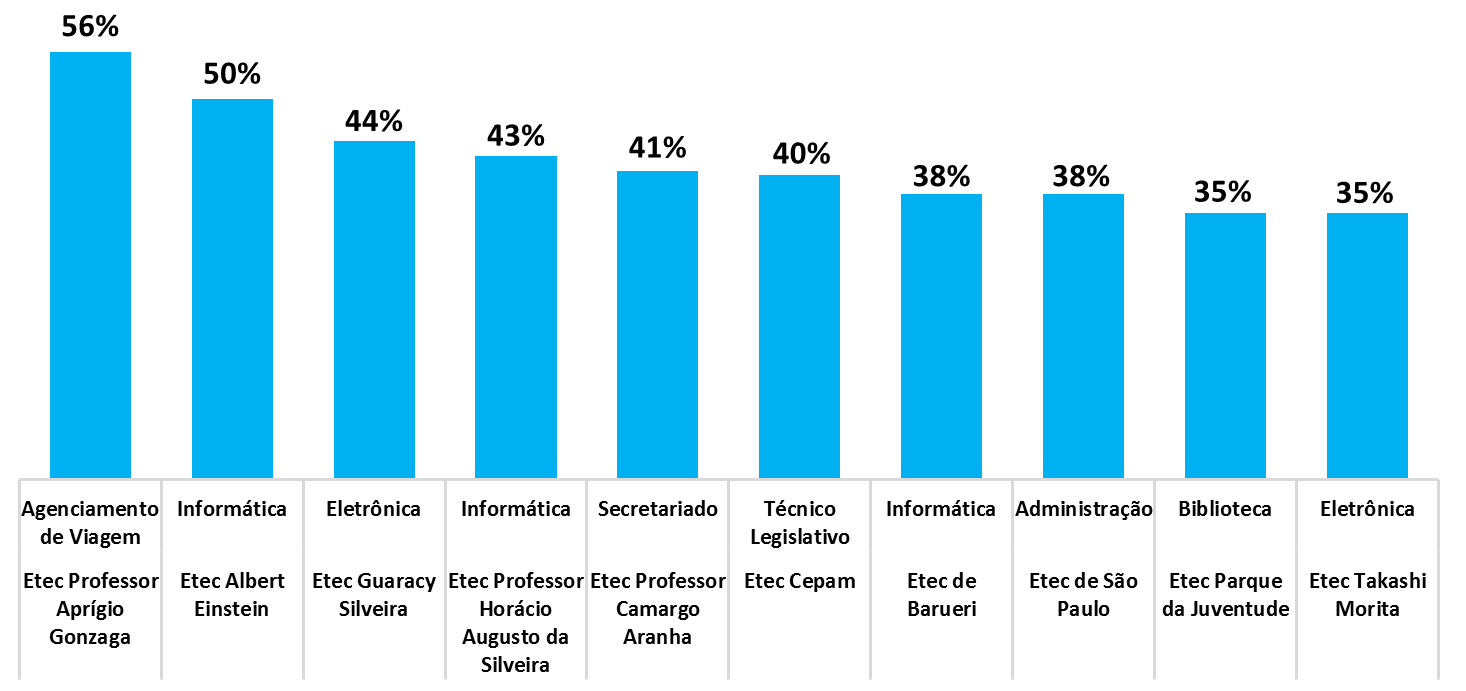 56%
50%
44%
43%
41%
40%
38%
38%
35%
35%
Agenciamento
de Viagem
Informática
Eletrônica
Informática
Secretariado
Técnico
Legislativo
Informática
Administração
Biblioteca
Eletrônica
Etec Professor
Aprígio
Gonzaga
Etec Albert
Einstein
Etec Guaracy
Silveira
Etec Professor
Horácio
Augusto da
Silveira
Etec Professor
Camargo
Aranha
Etec Cepam
Etec de
Barueri
Etec de São
Paulo
Etec Parque
da Juventude
Etec Takashi
Morita